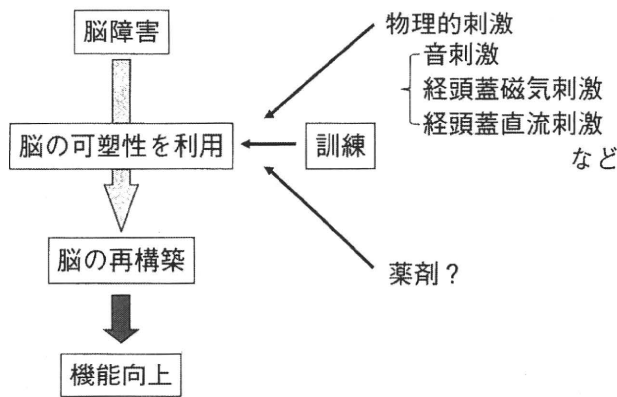 脳障害
物理的刺激
音刺激
経頭蓋磁気刺激
経頭蓋直流刺激
など
脳の可塑性を利用
訓練
脳の再構築
薬剤？
機能向上